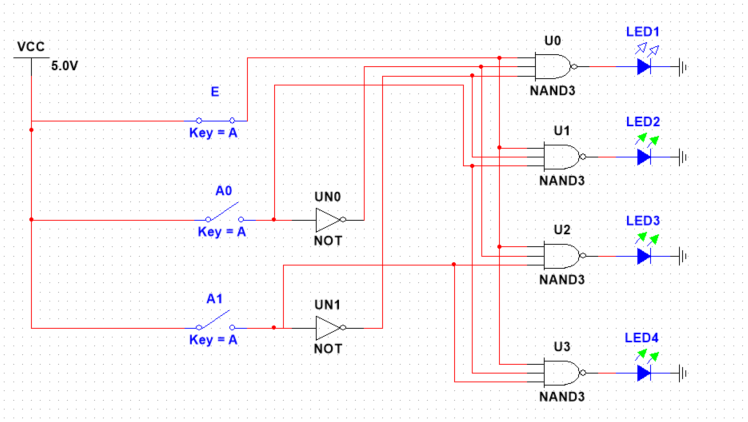 VCC
5.0V
E
Key = A
A0
Key = A
UN0
NOT
A1
Key = A
UN1
NOT
U0
NAND3
LED1
U1
NAND3
LED2
U2
NAND3
LED3
U3
NAND3
LED4